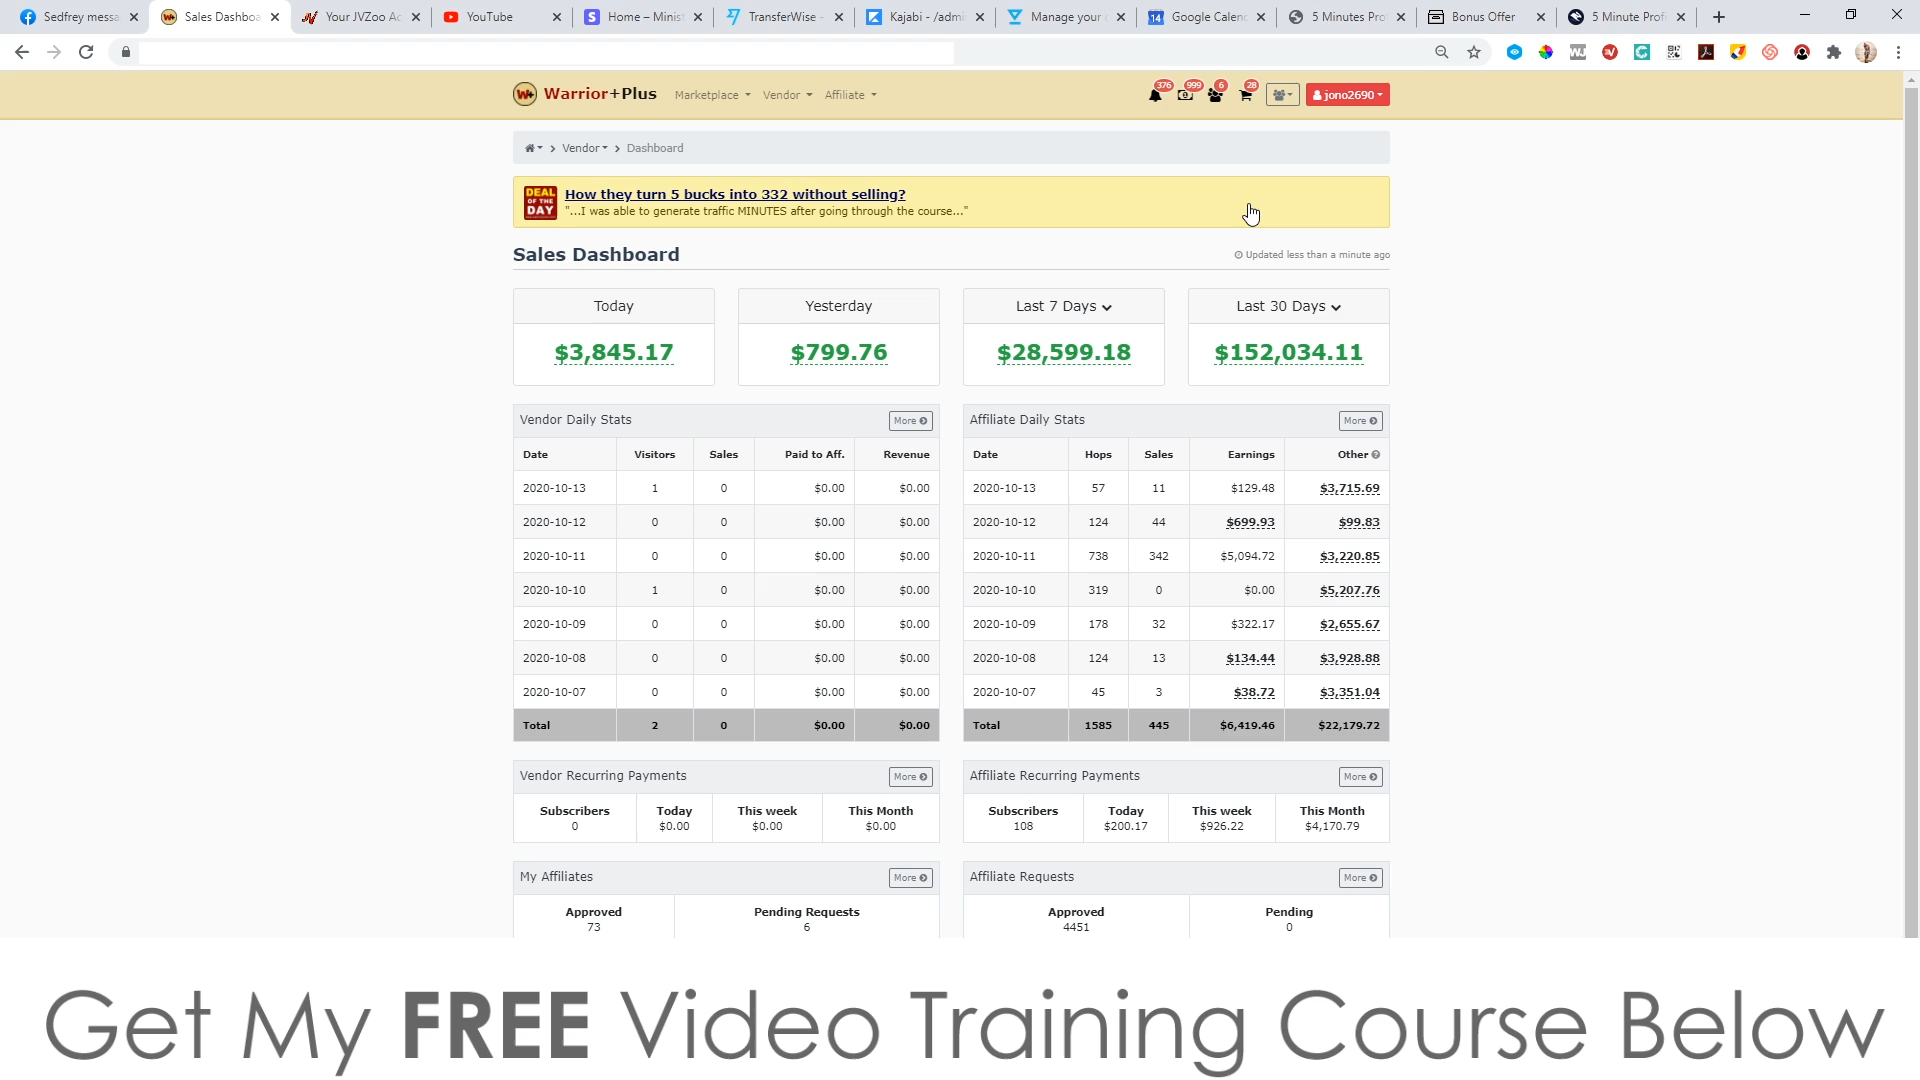 Sedfrey messa
Sales Dashboa
Your JVZoo Ac
YouTube
Home – Minis
TransferWise -
Kajabi - /admi
Manage your
Google Calen
5 Minutes Pro
Bonus Offer
5 Minute Profi
Warrior+Plus
Marketplace
Vendor
Affiliate
376
999
6
28
jono2690
Vendor
Dashboard
DEAL OF THE DAY
How they turn 5 bucks into 332 without selling?
"...I was able to generate traffic MINUTES after going through the course..."
Sales Dashboard
Updated less than a minute ago
Today Yesterday Last 7 Days Last 30 Days
$3,845.17 $799.76 $28,599.18 $152,034.11
Vendor Daily Stats More
Date Visitors Sales Paid to Aff. Revenue
2020-10-13 1 0 $0.00 $0.00
2020-10-12 0 0 $0.00 $0.00
2020-10-11 0 0 $0.00 $0.00
2020-10-10 1 0 $0.00 $0.00
2020-10-09 0 0 $0.00 $0.00
2020-10-08 0 0 $0.00 $0.00
2020-10-07 0 0 $0.00 $0.00
Total 2 0 $0.00 $0.00
Affiliate Daily Stats More
Date Hops Sales Earnings Other
2020-10-13 57 11 $129.48 $3,715.69
2020-10-12 124 44 $699.93 $99.83
2020-10-11 738 342 $5,094.72 $3,220.85
2020-10-10 319 0 $0.00 $5,207.76
2020-10-09 178 32 $322.17 $2,655.67
2020-10-08 124 13 $134.44 $3,928.88
2020-10-07 45 3 $38.72 $3,351.04
Total 1585 445 $6,419.46 $22,179.72
Vendor Recurring Payments More
Subscribers Today This week This Month
0 $0.00 $0.00 $0.00
Affiliate Recurring Payments More
Subscribers Today This week This Month
108 $200.17 $926.22 $4,170.79
My Affiliates More
Approved Pending Requests
73 6
Affiliate Requests More
Approved Pending
4451 0
Get My FREE Video Training Course Below